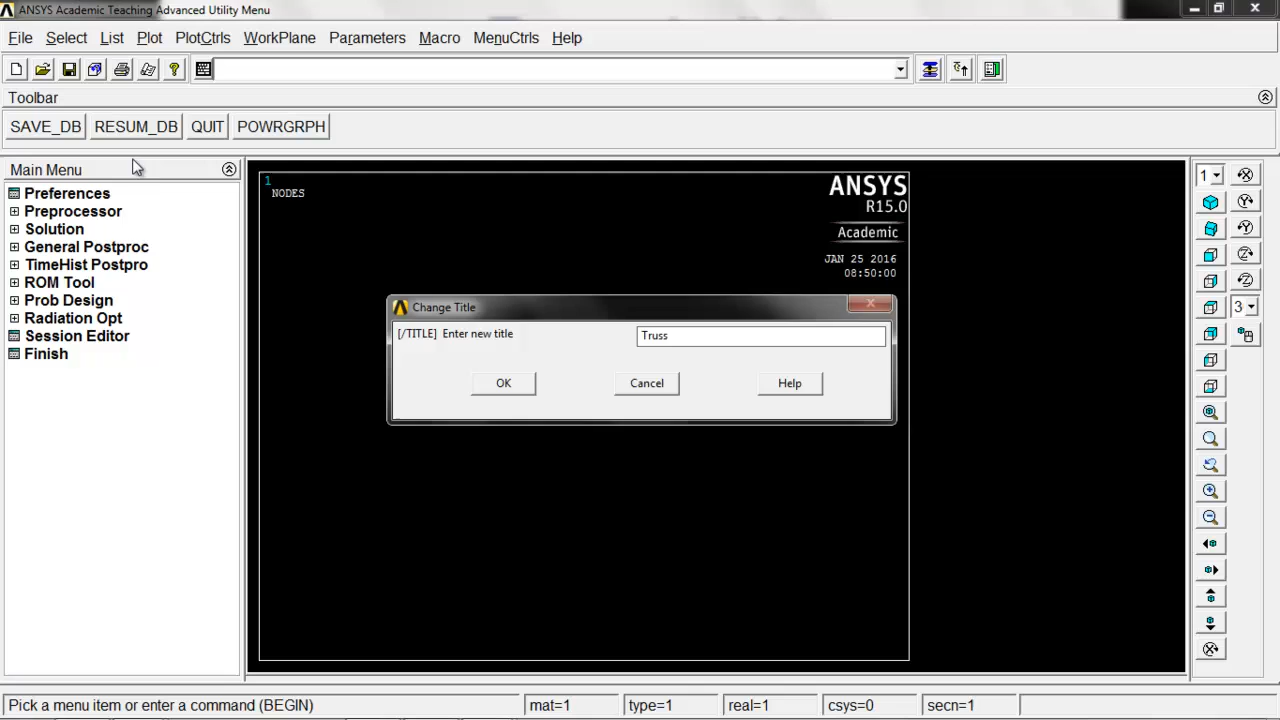 ANSYS Academic Teaching Advanced Utility Menu
File Select List Plot PlotCtrls WorkPlane Parameters Macro MenuCtrls Help
Toolbar
SAVE_DB RESUM_DB QUIT POWRGRPH
Main Menu
Preferences
Preprocessor
Solution
General Postproc
TimeHist Postpro
ROM Tool
Prob Design
Radiation Opt
Session Editor
Finish
1
NODES
ANSYS
R15.0
Academic
JAN 25 2016
08:50:00
Change Title
[/TITLE] Enter new title
Truss
OK Cancel Help
1
3
Pick a menu item or enter a command (BEGIN) mat=1 type=1 real=1 csys=0 secn=1